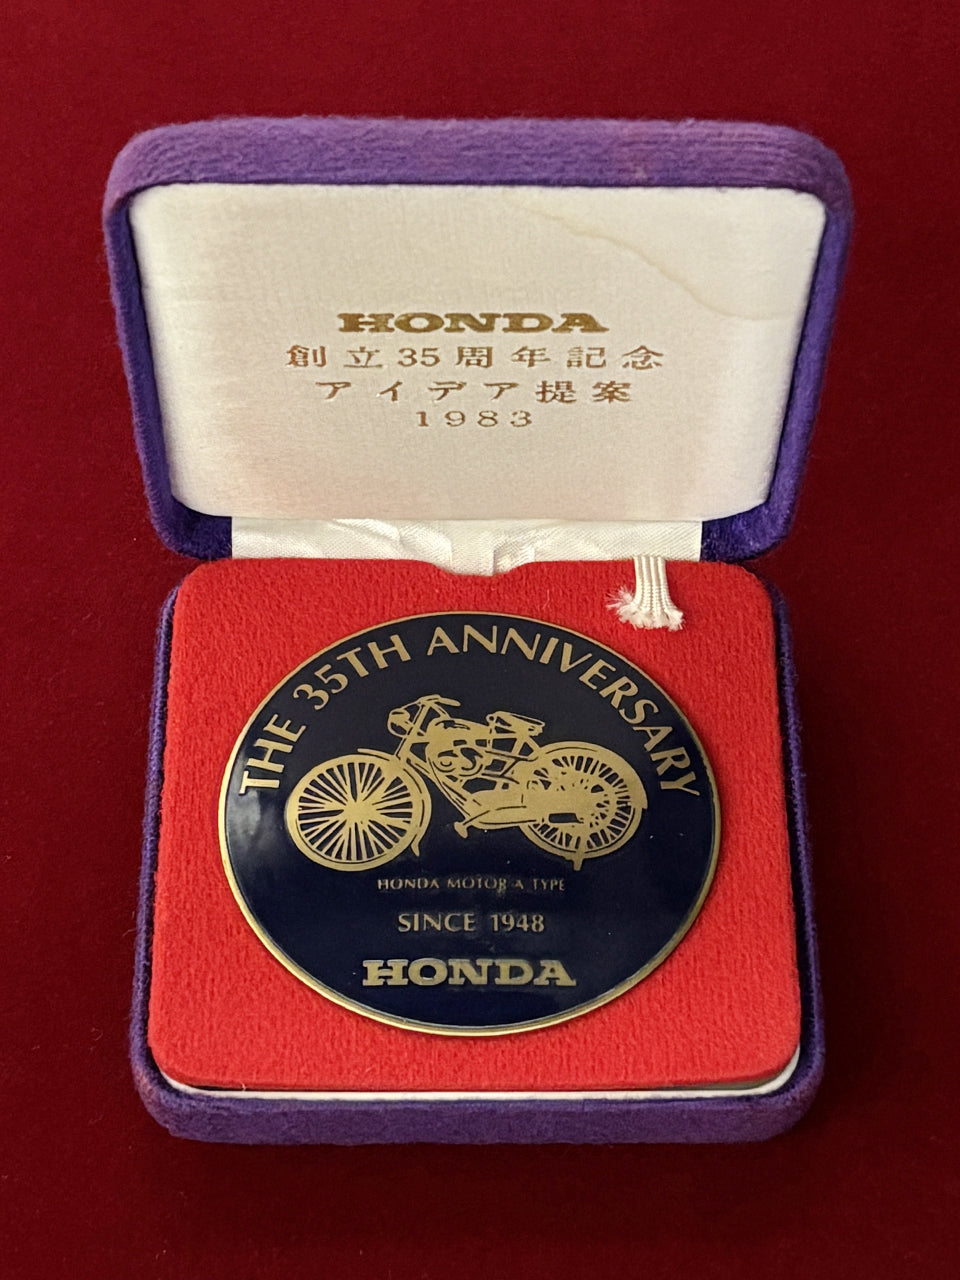 HONDA
創立35周年記念
アイデア提案
1983
THE 35TH ANNIVERSARY
HONDA MOTOR A TYPE
SINCE 1948
HONDA